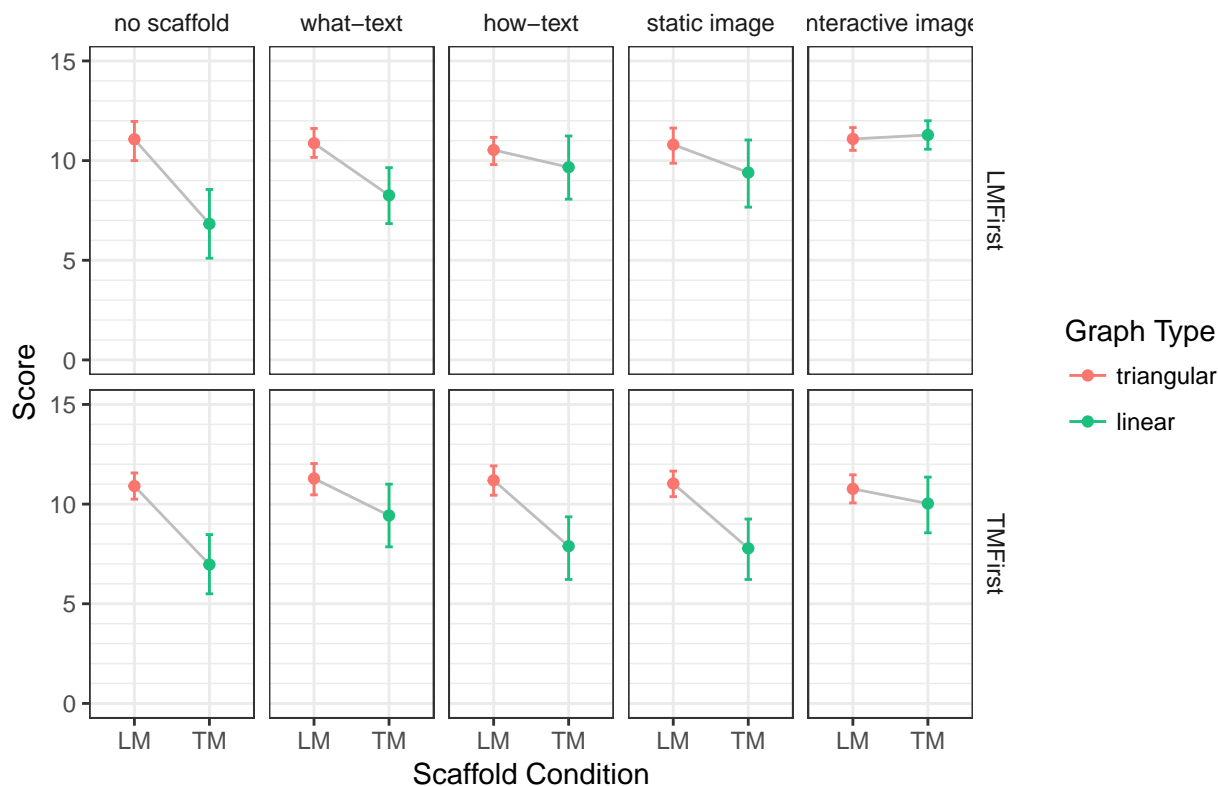 no scaffold
what−text
how−text
static image
nteractive image
15
10
5
0
LMFirst
15
10
5
0
TMFirst
LM
TM
LM
TM
LM
TM
LM
TM
LM
TM
Score
Scaffold Condition
Graph Type
triangular
linear